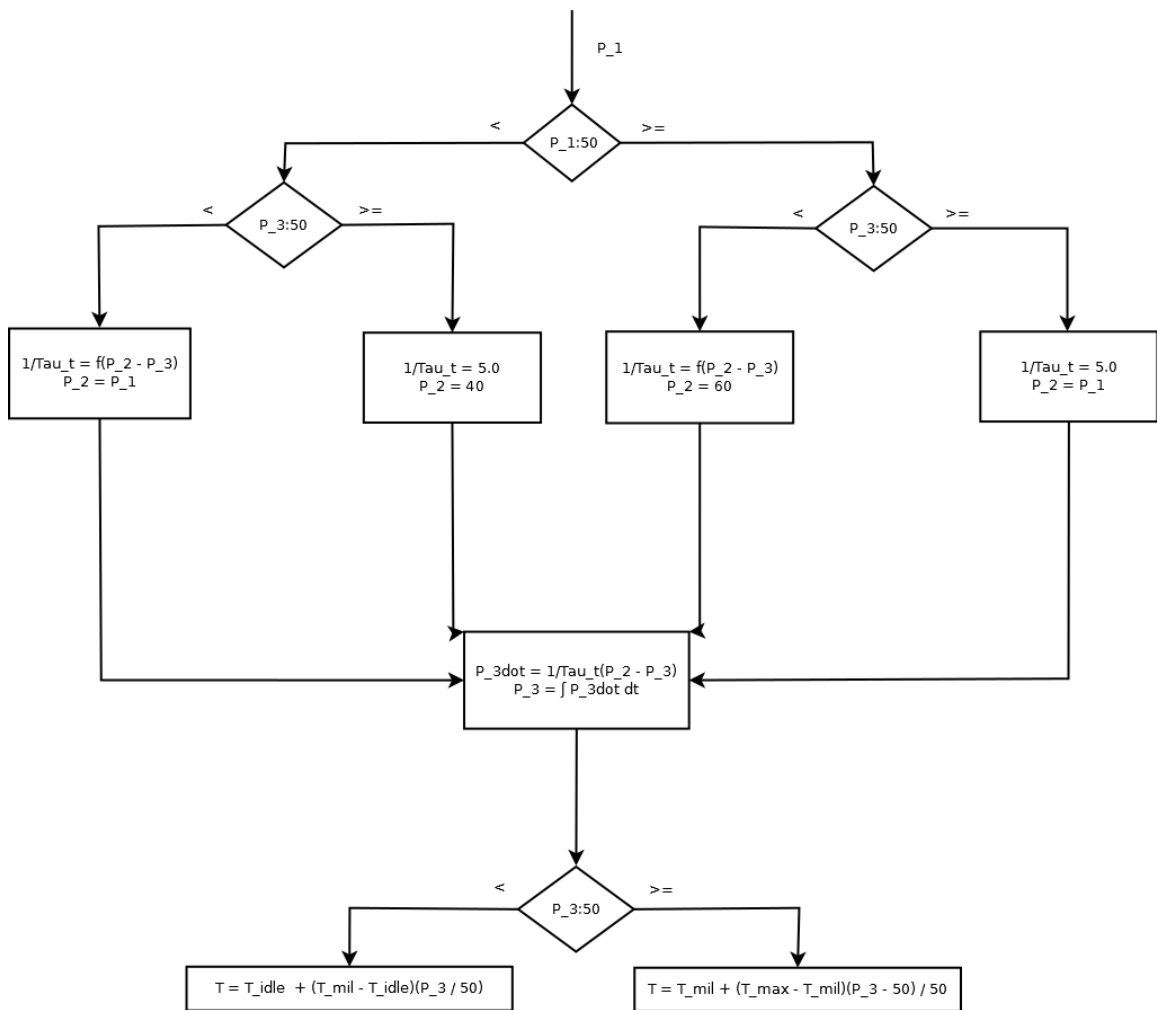 P_1
< >=
P_1:50
< >=
P_3:50
< >=
P_3:50
1/Tau_t = f(P_2 - P_3)
P_2 = P_1
1/Tau_t = 5.0
P_2 = 40
1/Tau_t = f(P_2 - P_3)
P_2 = 60
1/Tau_t = 5.0
P_2 = P_1
P_3dot = 1/Tau_t(P_2 - P_3)
P_3 = ∫ P_3dot dt
< >=
P_3:50
T = T_idle + (T_mil - T_idle)(P_3 / 50)
T = T_mil + (T_max - T_mil)(P_3 - 50) / 50